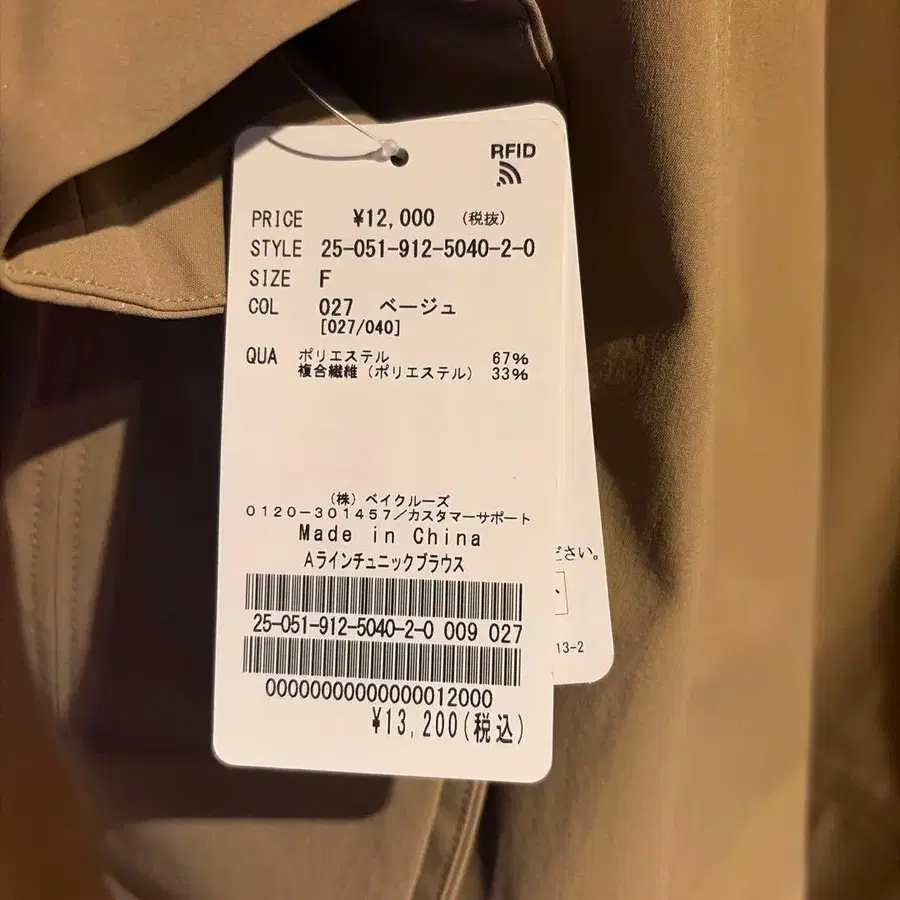 RFID
PRICE ¥12,000 (税抜)
STYLE 25-051-912-5040-2-0
SIZE F
COL 027 ベージュ
[027/040]
QUA ポリエステル 67%
複合繊維(ポリエステル) 33%
(株)ベイクルーズ
0120-301457/カスタマーサポート
Made in China
Aラインチュニックブラウス
25-051-912-5040-2-0 009 027
00000000000000012000
¥13,200(税込)
ださい。
13-2